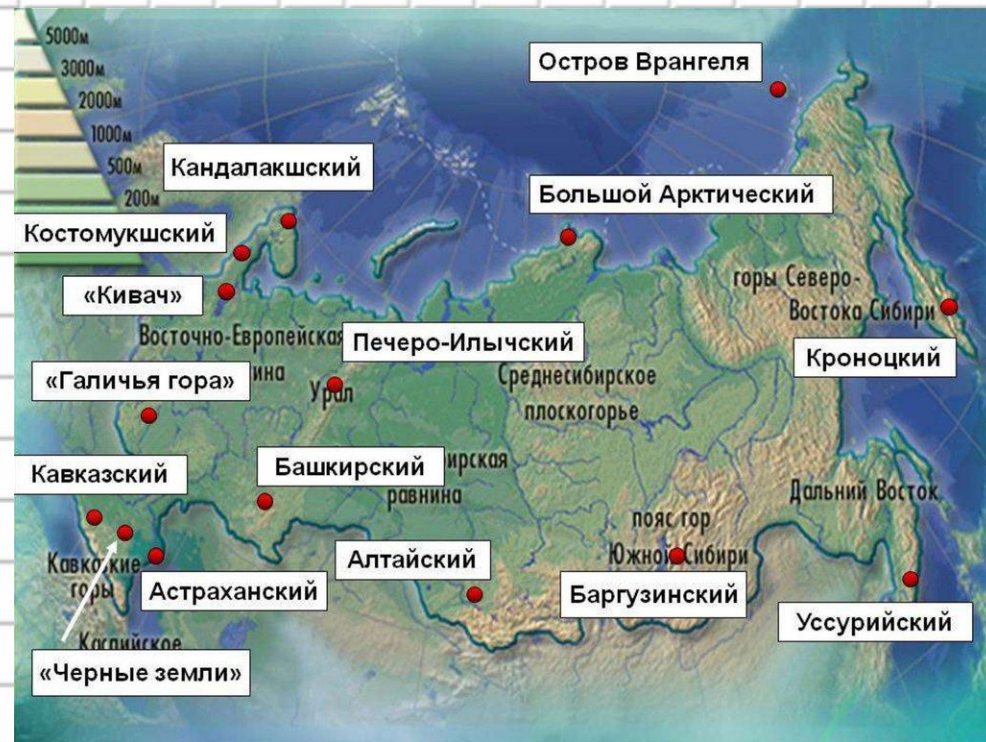 5000м
3000м
2000м
1000м
500м
200м
Остров Врангеля
Кандалакшский
Большой Арктический
Костомукшский
горы Северо-
Востока Сибири
«Кивач»
Восточно-Европейская
Печеро-Илычский
Кроноцкий
«Галичья гора»
ина
Урал
Среднесибирское
плоскогорье
Кавказский
Башкирский
ирская
равнина
Дальний Восток
пояс гор
Южной Сибири
Кавказские
горы
Астраханский
Алтайский
Баргузинский
Уссурийский
Каспийское
«Черные земли»